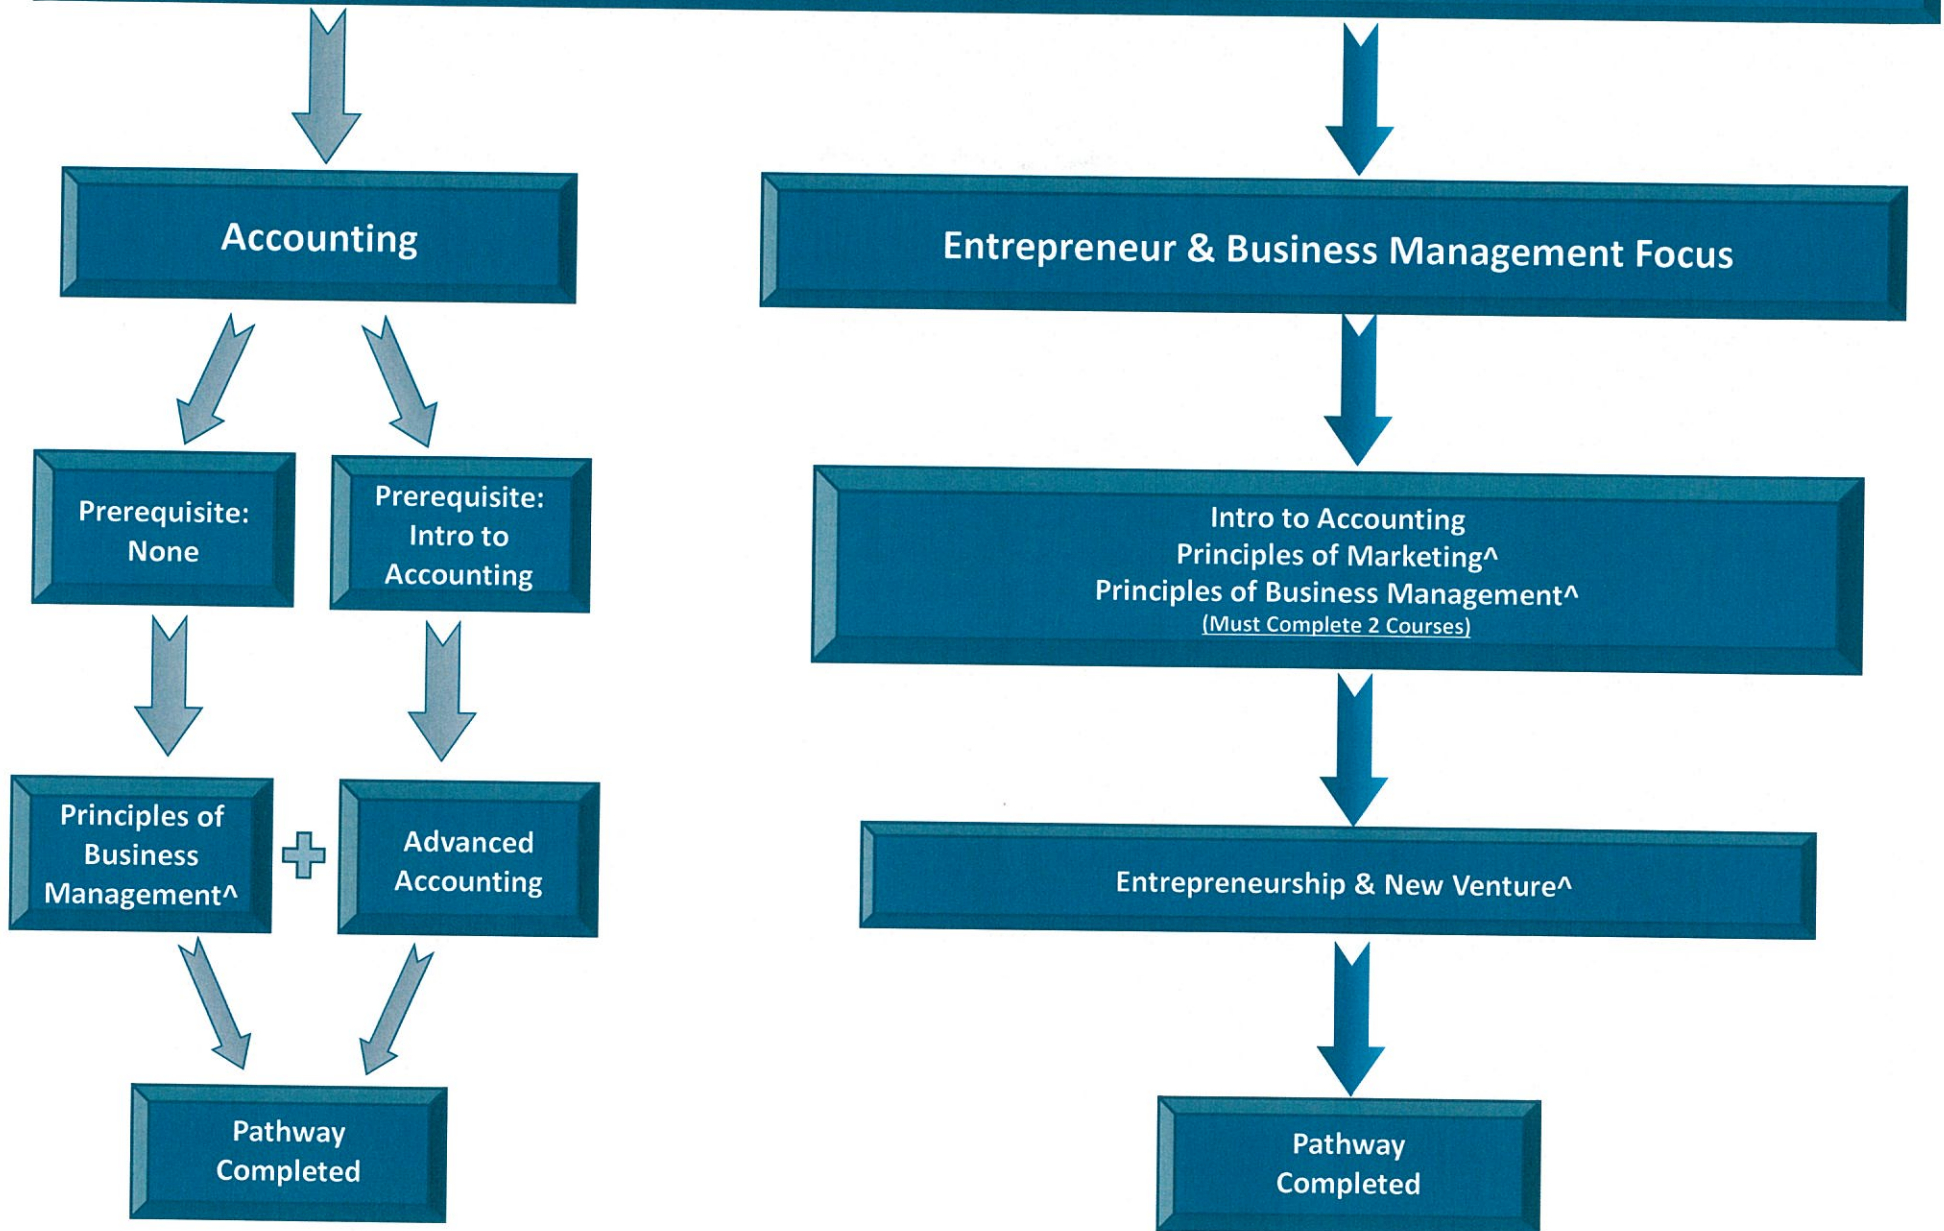 Accounting
Entrepreneur & Business Management Focus
Prerequisite:
None
Prerequisite:
Intro to
Accounting
Intro to Accounting
Principles of Marketing^
Principles of Business Management^
(Must Complete 2 Courses)
Principles of
Business
Management^
Advanced
Accounting
Entrepreneurship & New Venture^
Pathway
Completed
Pathway
Completed